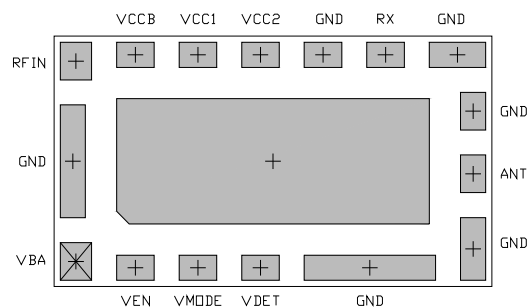 VCCB VCC1 VCC2 GND RX GND
RFIN
GND
GND
ANT
GND
VBA
VEN VMODE VDET GND